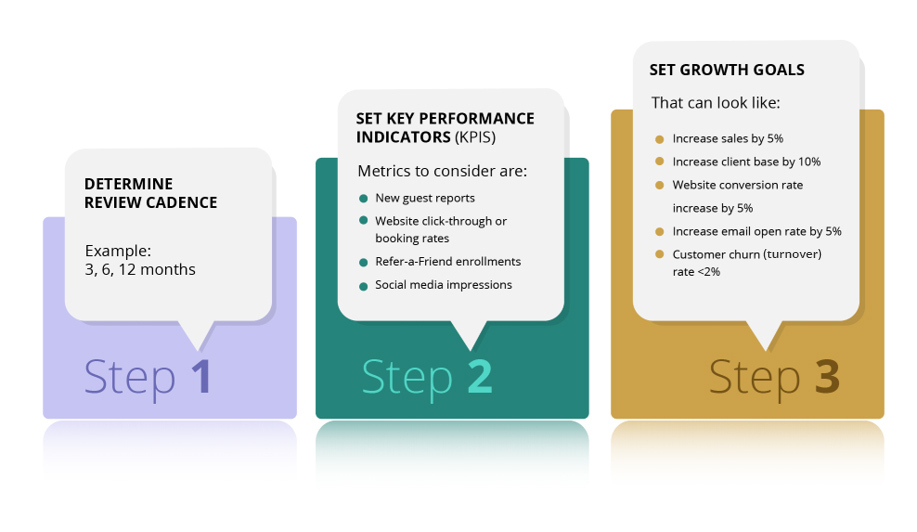 DETERMINE
REVIEW CADENCE
Example:
3, 6, 12 months
Step 1
SET KEY PERFORMANCE
INDICATORS (KPIS)
Metrics to consider are:
New guest reports
Website click-through or
booking rates
Refer-a-Friend enrollments
Social media impressions
Step 2
SET GROWTH GOALS
That can look like:
Increase sales by 5%
Increase client base by 10%
Website conversion rate
increase by 5%
Increase email open rate by 5%
Customer churn (turnover)
rate <2%
Step 3